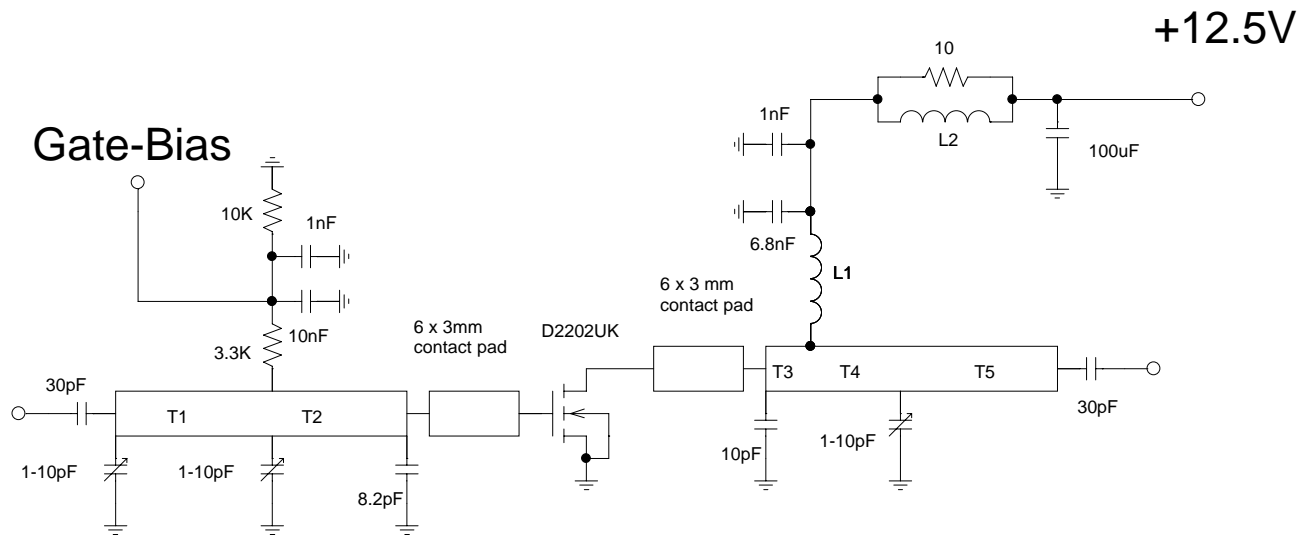 +12.5V
10
1nF
L2
100uF
Gate-Bias
10K
1nF
6.8nF
L1
6 x 3 mm
contact pad
10nF
3.3K
6 x 3mm
contact pad
D2202UK
30pF
T1
T2
T3
T4
T5
30pF
1-10pF
1-10pF
8.2pF
10pF
1-10pF